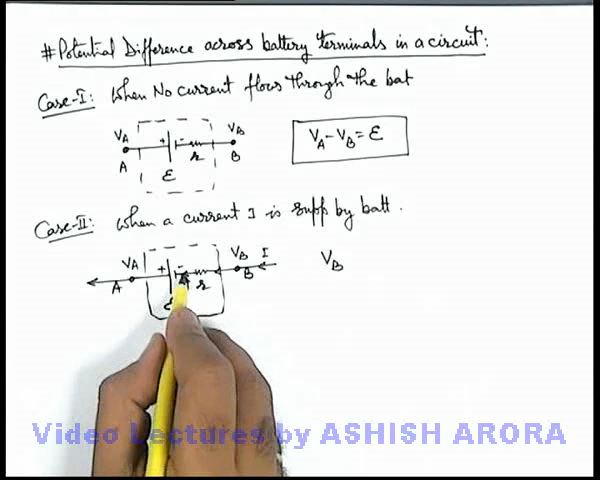 # Potential Difference across battery terminals in a circuit:
Case-I: When No current flows through the bat
VA VB
+ -
A r B
ℰ
VA - VB = ℰ
Case-II: When a current I is supp by batt.
VA VB I
+ -
A r B
VB
Video Lectures by ASHISH ARORA